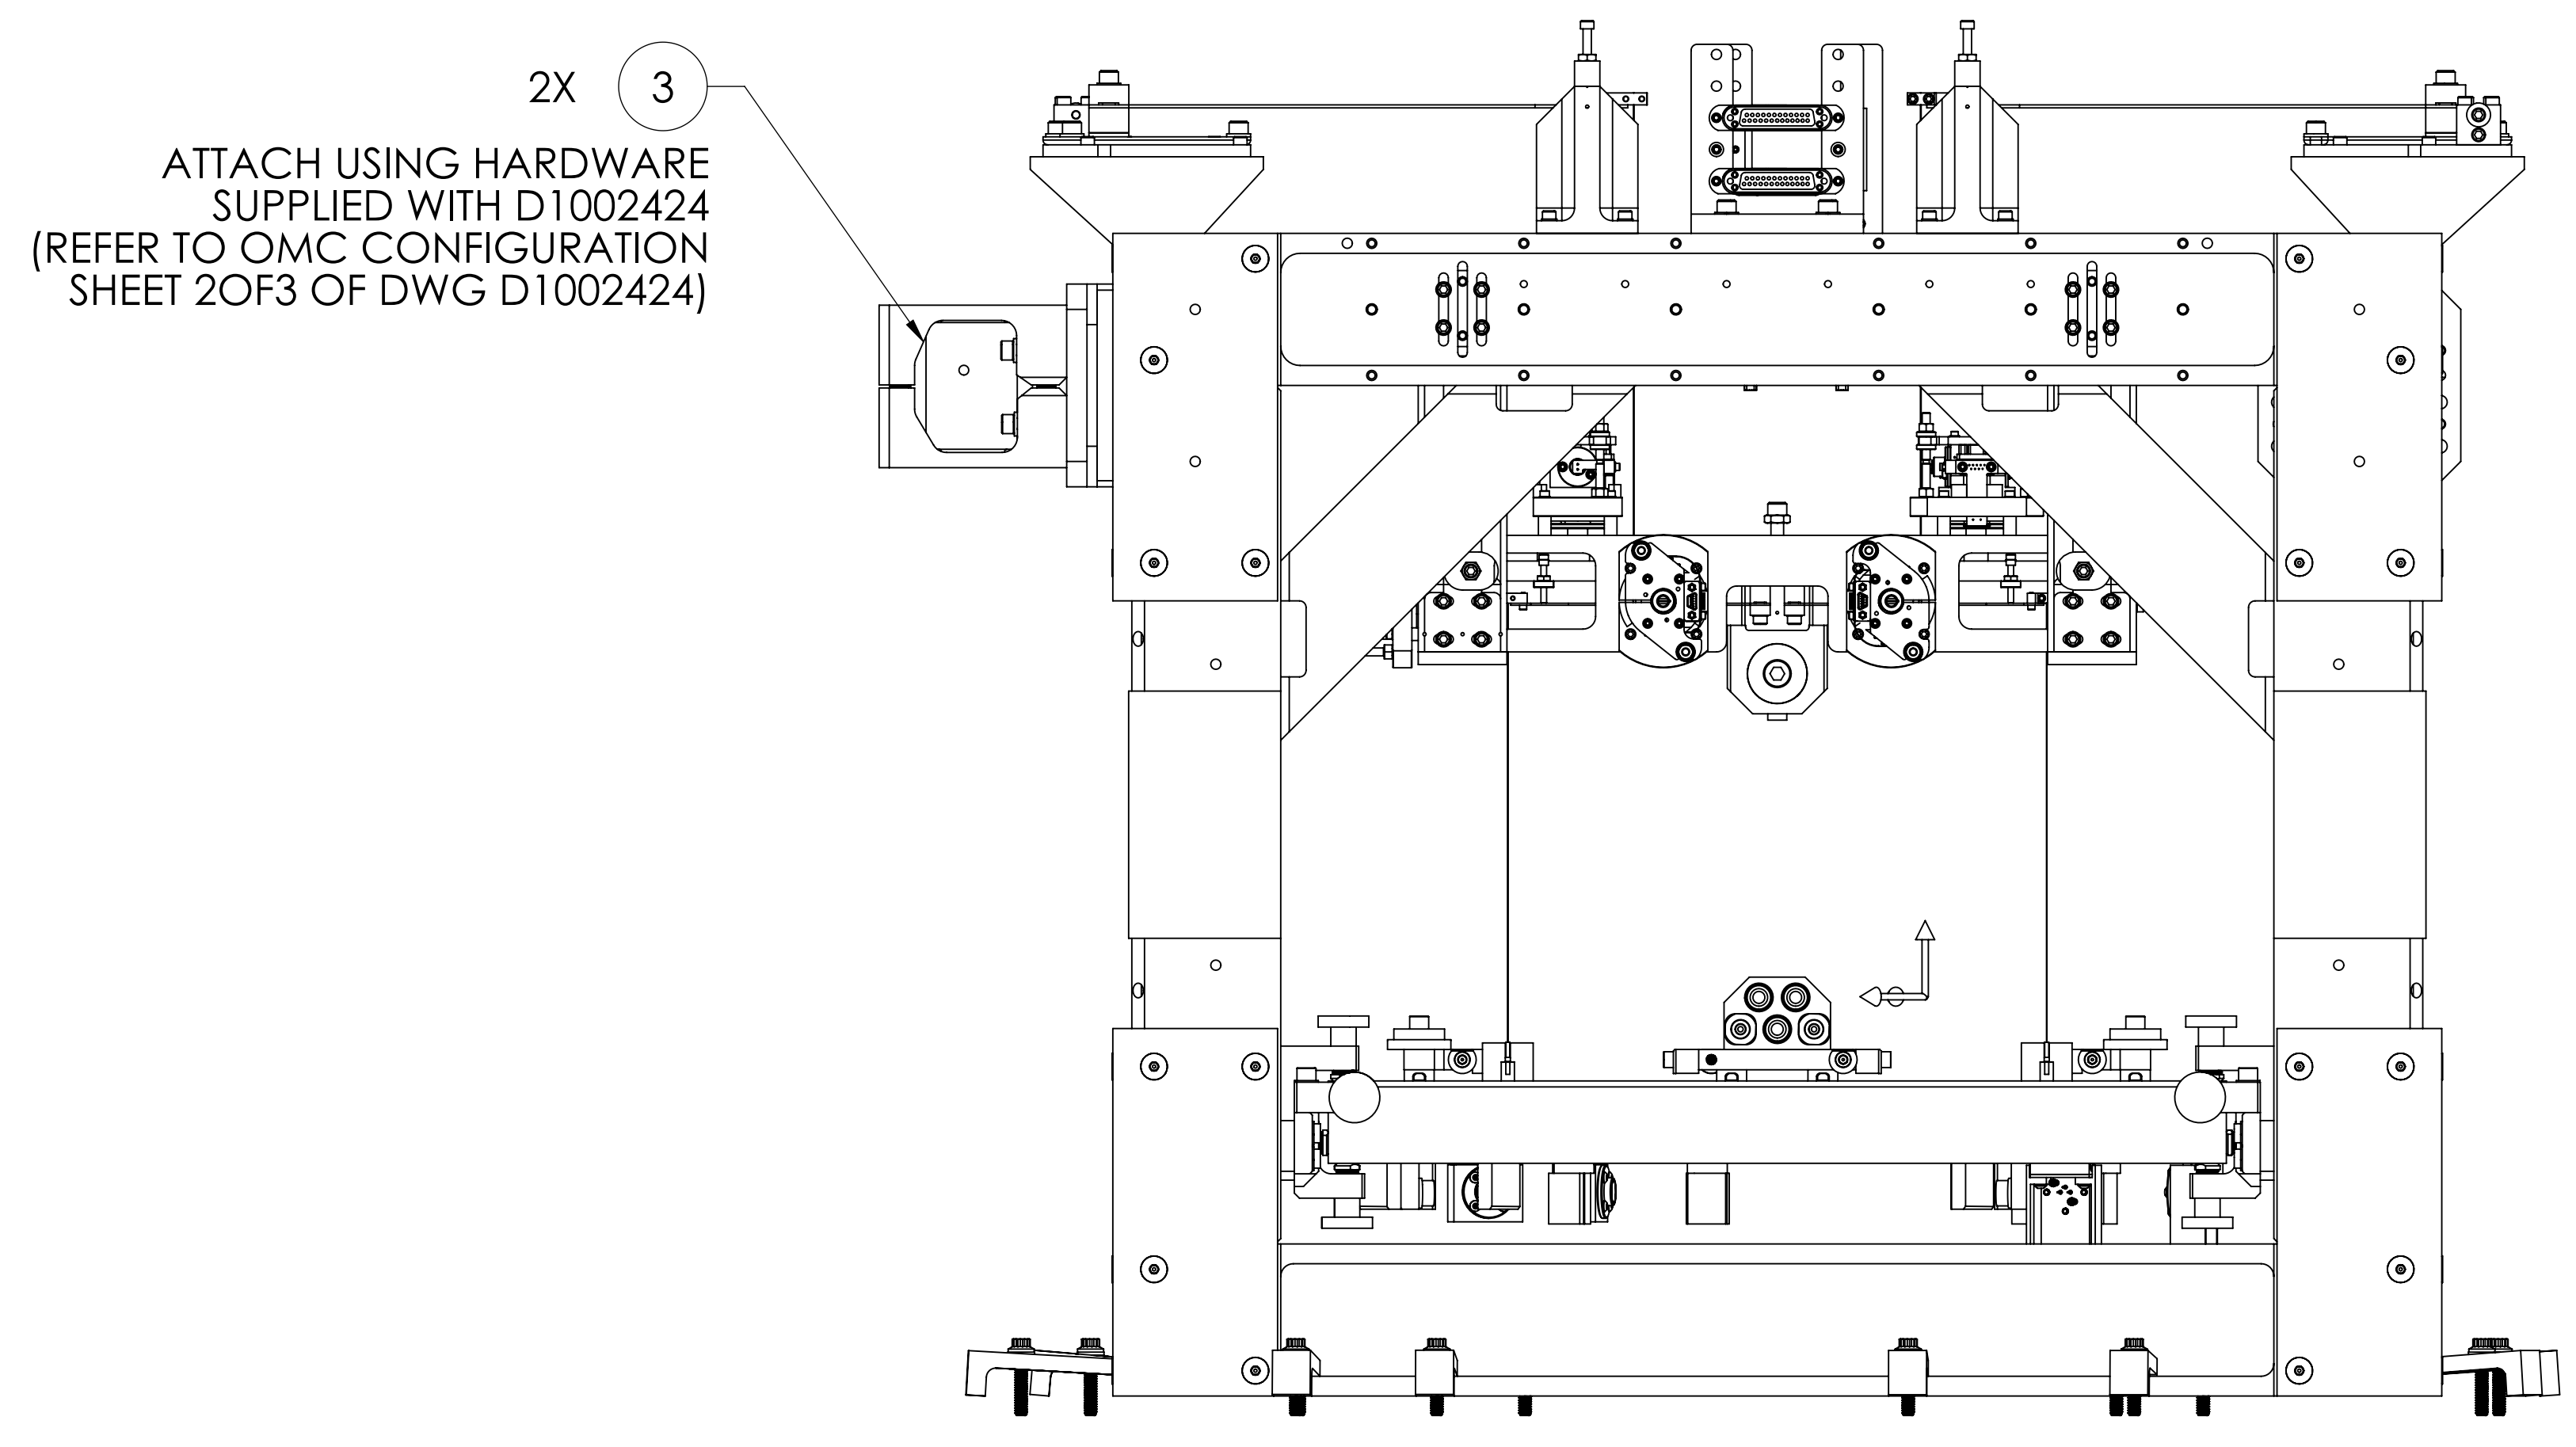 2X 3
ATTACH USING HARDWARE
SUPPLIED WITH D1002424
(REFER TO OMC CONFIGURATION
SHEET 2OF3 OF DWG D1002424)